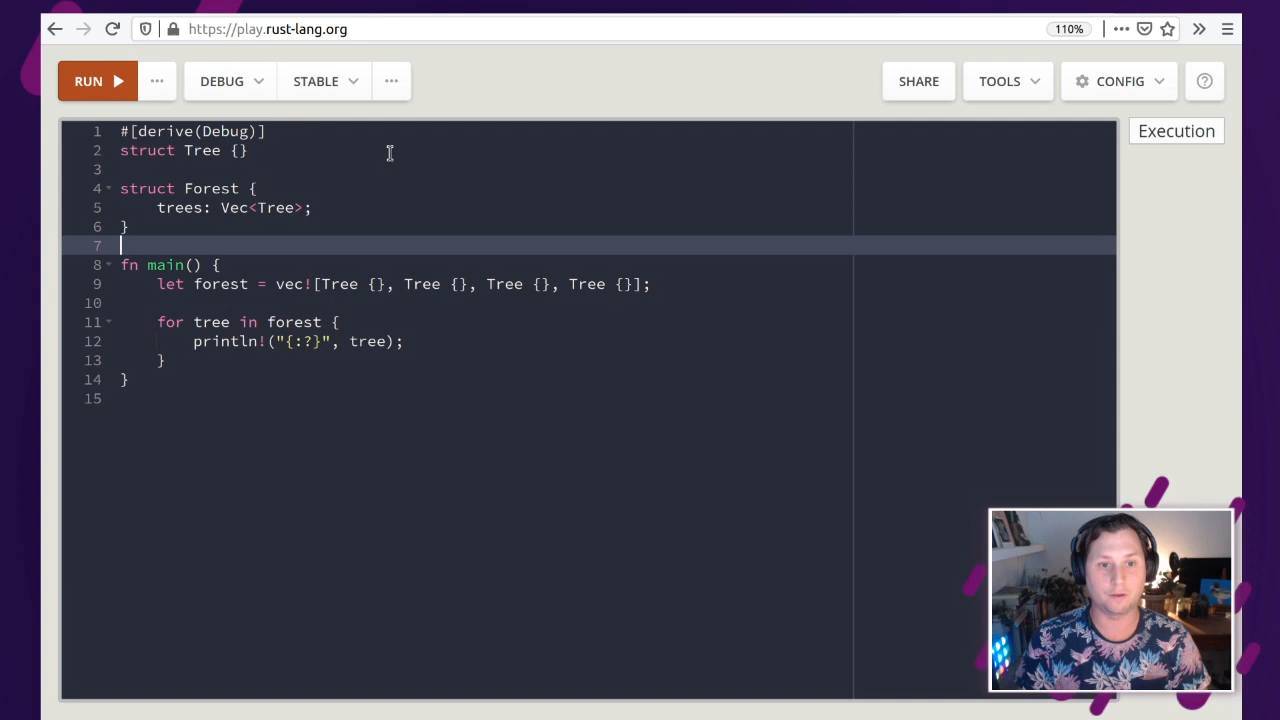 https://play.rust-lang.org
110%
RUN
DEBUG
STABLE
SHARE
TOOLS
CONFIG
1 #[derive(Debug)]
2 struct Tree {}
3
4 struct Forest {
5     trees: Vec<Tree>;
6 }
7
8 fn main() {
9     let forest = vec![Tree {}, Tree {}, Tree {}, Tree {}];
10
11     for tree in forest {
12         println!("{:?}", tree);
13     }
14 }
15
Execution